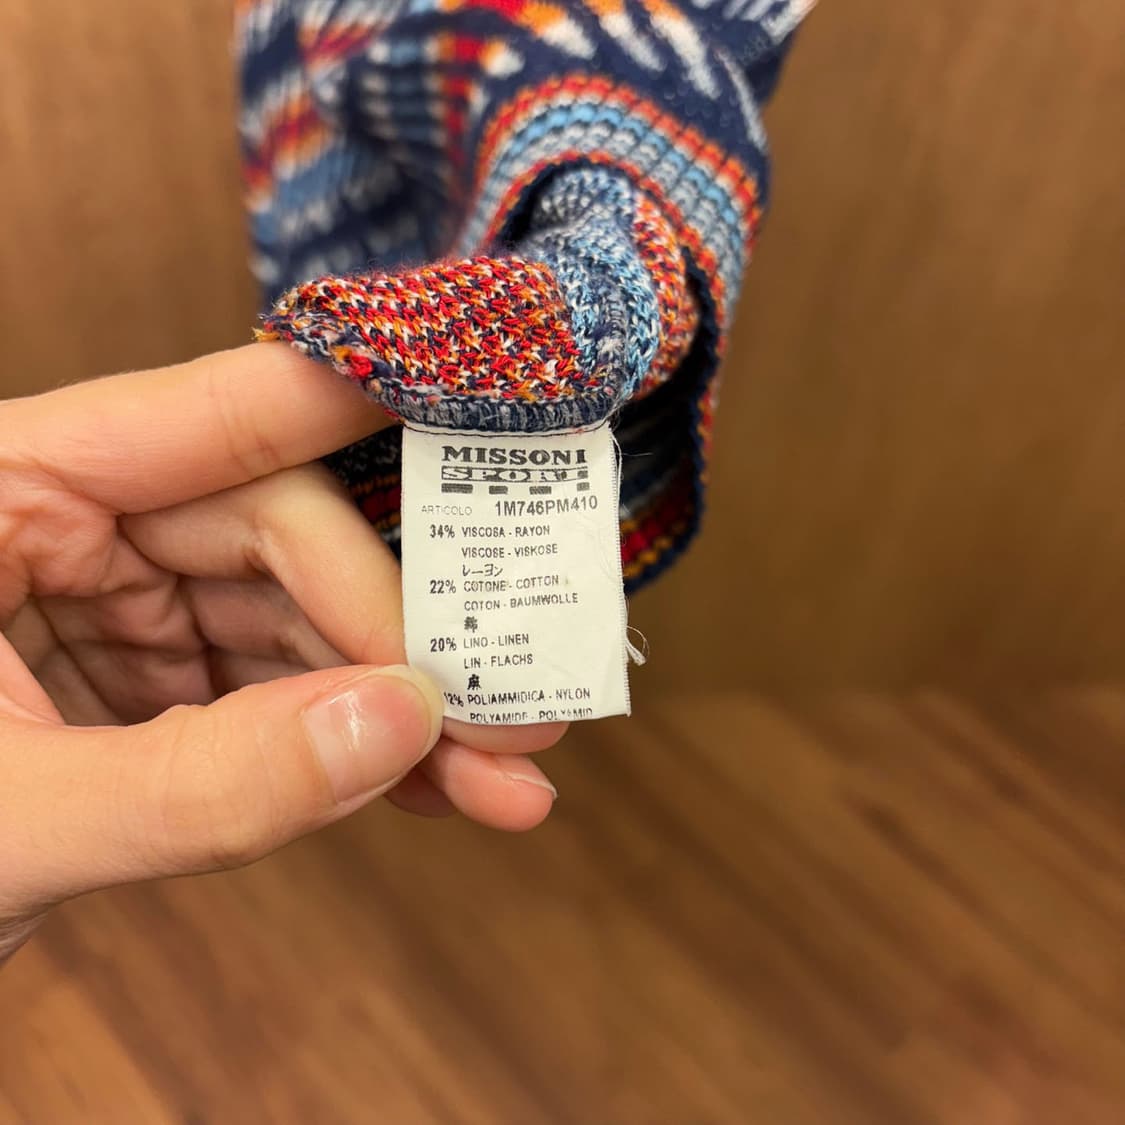 MISSONI
SPORT
ARTICOLO 1M746PM410
34% VISCOSA - RAYON
VISCOSE - VISKOSE
レーヨン
22% COTONE - COTTON
COTON - BAUMWOLLE
綿
20% LINO - LINEN
LIN - FLACHS
麻
12% POLIAMMIDICA - NYLON
POLYAMIDE - POLYAMID